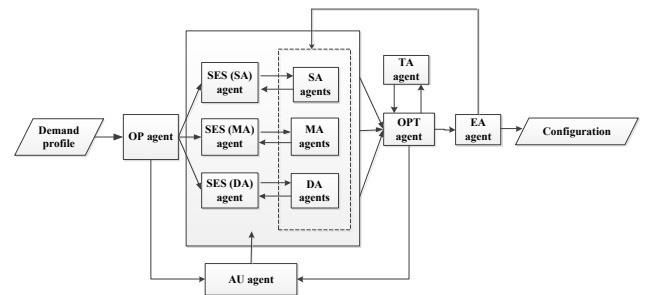 Demand
profile
OP agent
SES (SA)
agent
SA
agents
SES (MA)
agent
MA
agents
SES (DA)
agent
DA
agents
TA
agent
OPT
agent
EA
agent
Configuration
AU agent